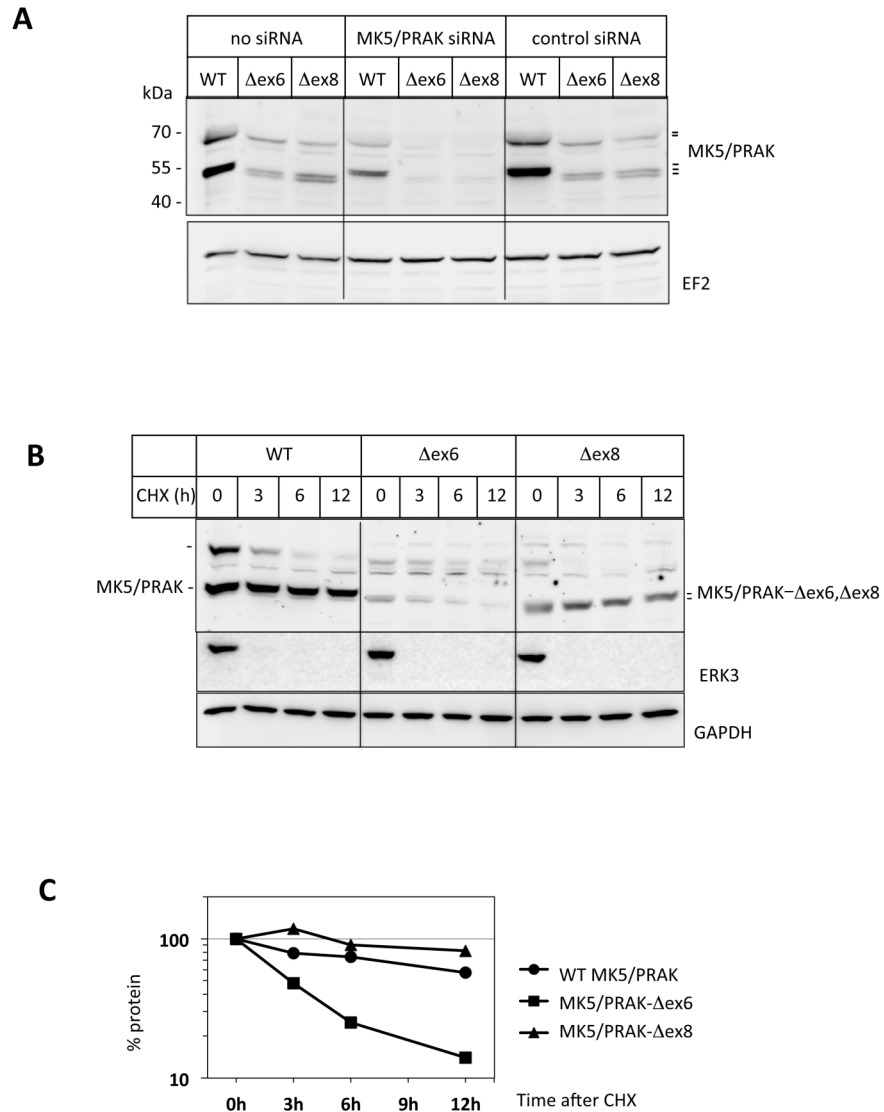 A
no siRNA MK5/PRAK siRNA control siRNA
WT Δex6 Δex8 WT Δex6 Δex8 WT Δex6 Δex8
kDa
70 -
55 -
40 -
MK5/PRAK
EF2
B
WT Δex6 Δex8
CHX (h) 0 3 6 12 0 3 6 12 0 3 6 12
MK5/PRAK -
MK5/PRAK–Δex6,Δex8
ERK3
GAPDH
C
100
10
% protein
0h 3h 6h 9h 12h
Time after CHX
WT MK5/PRAK
MK5/PRAK-Δex6
MK5/PRAK-Δex8